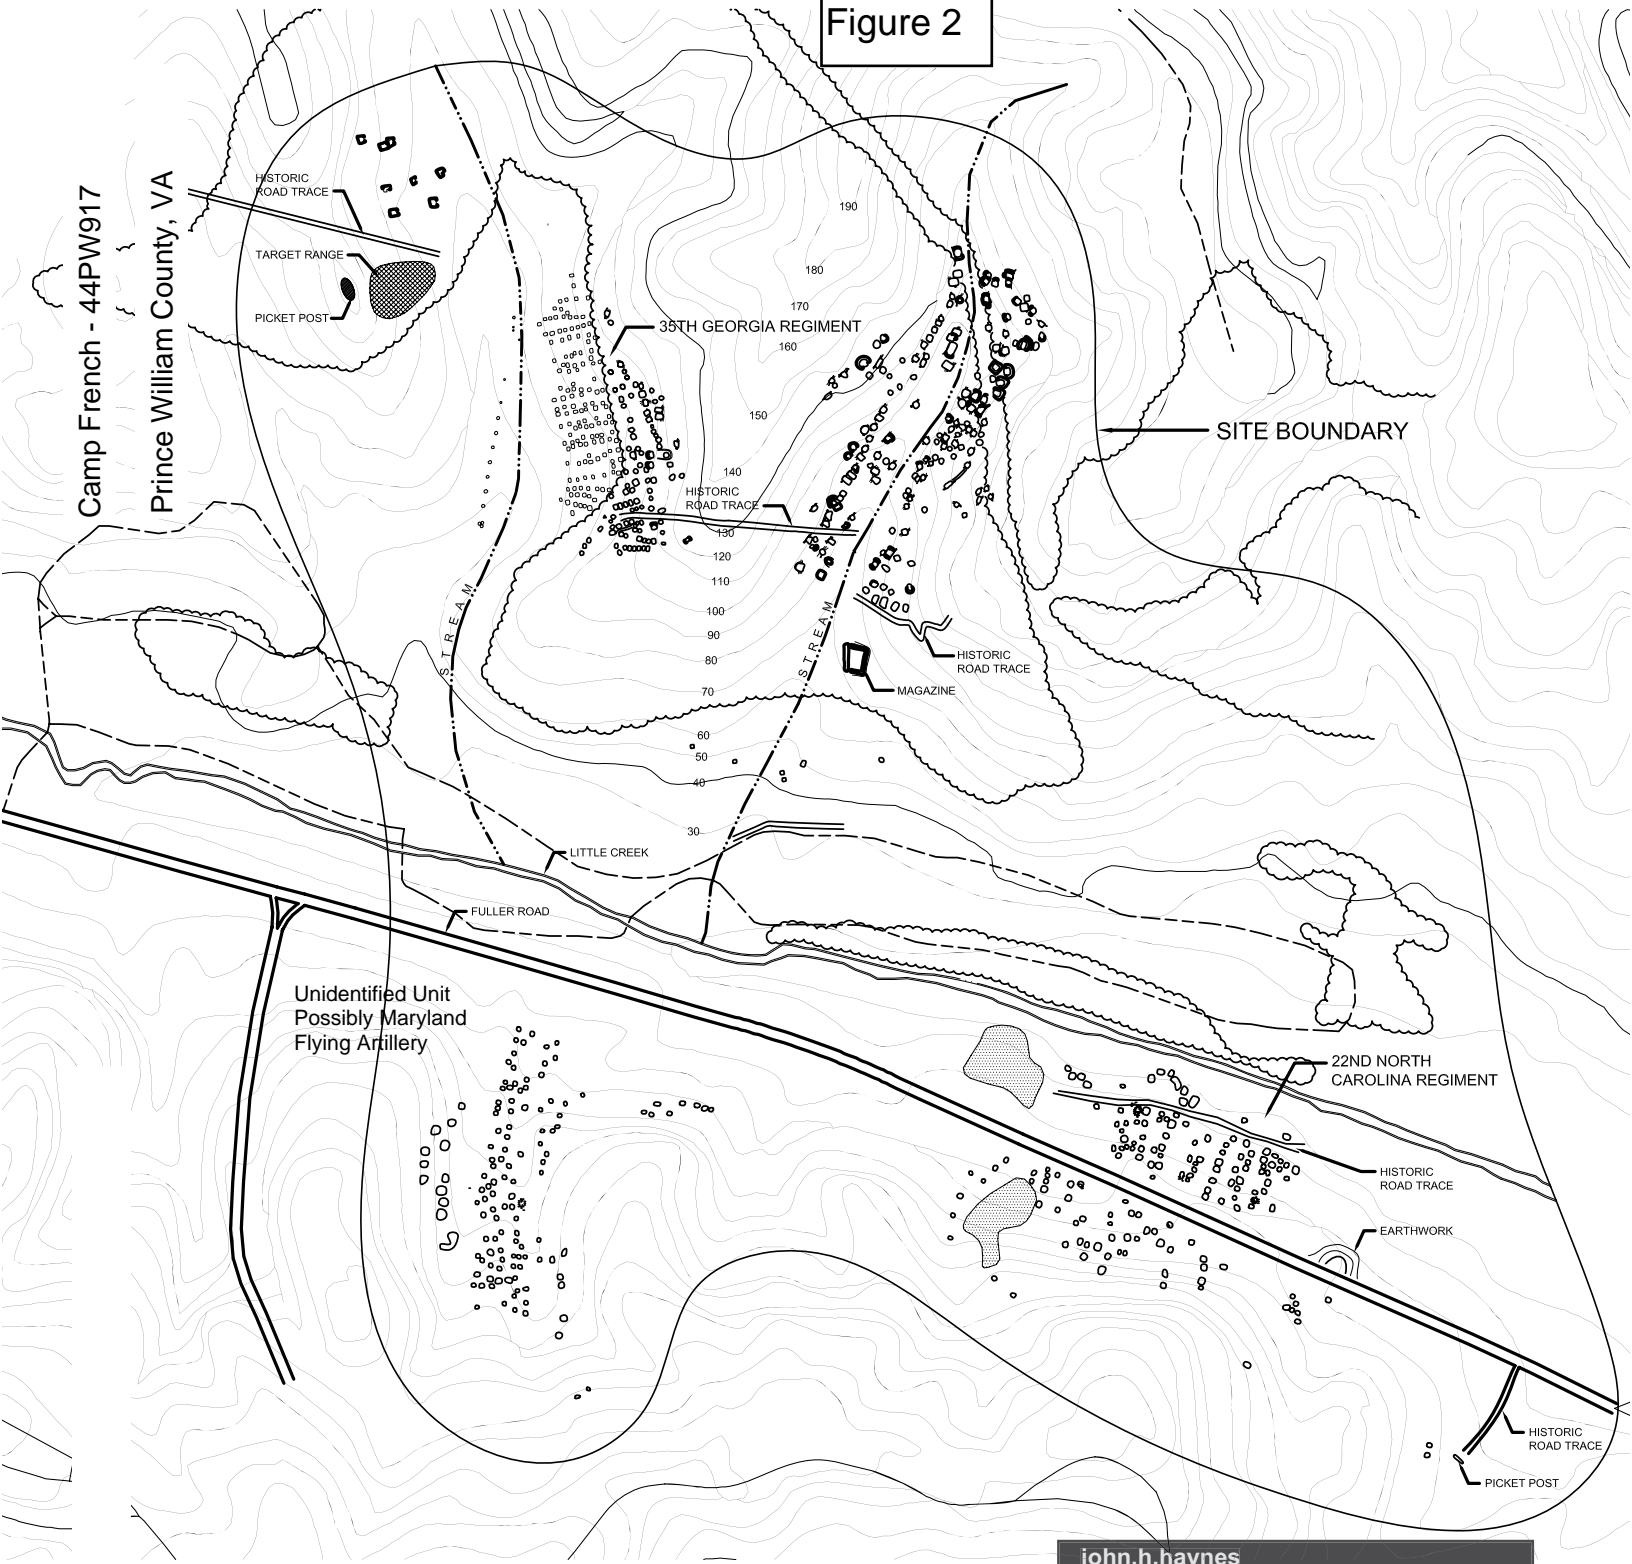 Figure 2
Camp French - 44PW917
Prince William County, VA
HISTORIC
ROAD TRACE
TARGET RANGE
PICKET POST
190
180
170
35TH GEORGIA REGIMENT
160
150
SITE BOUNDARY
140
HISTORIC
ROAD TRACE
130
120
110
100
90
80
70
60
50
40
30
STREAM
STREAM
HISTORIC
ROAD TRACE
MAGAZINE
LITTLE CREEK
FULLER ROAD
Unidentified Unit
Possibly Maryland
Flying Artillery
22ND NORTH
CAROLINA REGIMENT
HISTORIC
ROAD TRACE
EARTHWORK
HISTORIC
ROAD TRACE
PICKET POST
john.h.haynes